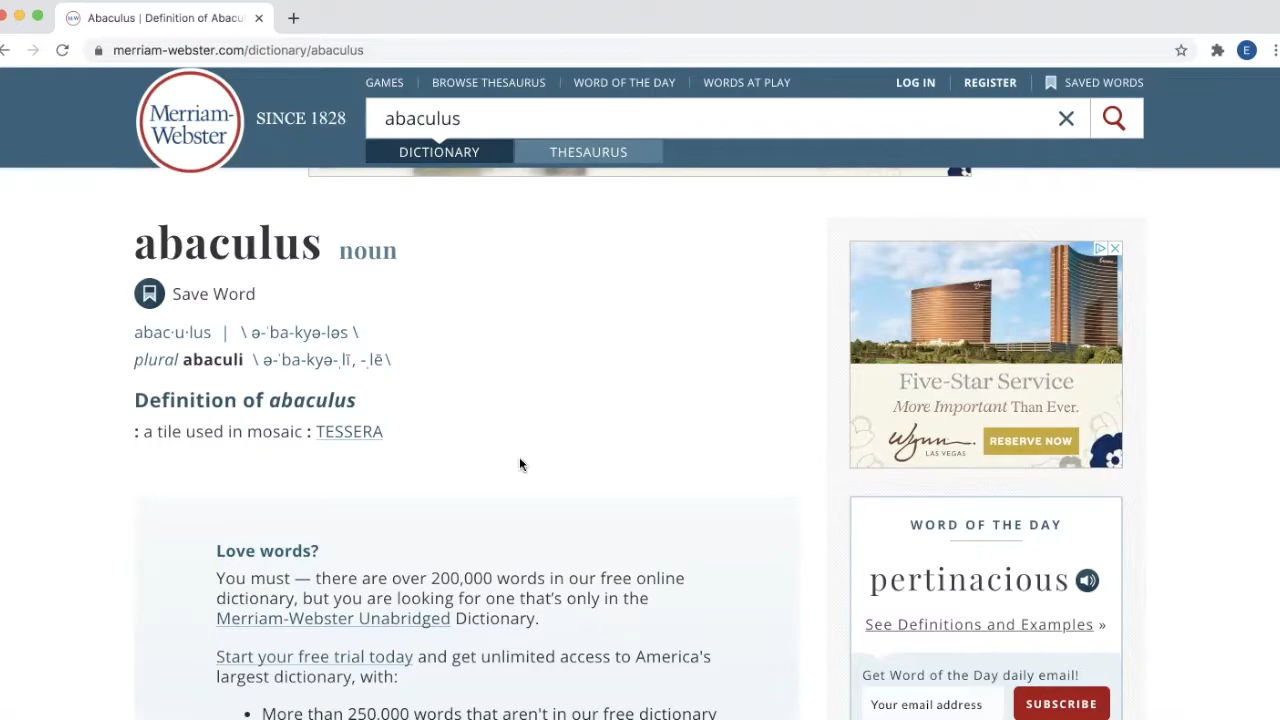 Abaculus | Definition of Abacu
merriam-webster.com/dictionary/abaculus
E
GAMES
BROWSE THESAURUS
WORD OF THE DAY
WORDS AT PLAY
LOG IN
REGISTER
SAVED WORDS
Merriam-
Webster
SINCE 1828
abaculus
DICTIONARY
THESAURUS
abaculus noun
Save Word
abac·u·lus | \ ə-ˈba-kyə-ləs \
plural abaculi \ ə-ˈba-kyə-ˌlī, -ˌlē\
Definition of abaculus
: a tile used in mosaic : TESSERA
Love words?
You must — there are over 200,000 words in our free online
dictionary, but you are looking for one that's only in the
Merriam-Webster Unabridged Dictionary.
Start your free trial today and get unlimited access to America's
largest dictionary, with:
• More than 250,000 words that aren't in our free dictionary
Five-Star Service
More Important Than Ever.
Wynn
LAS VEGAS
RESERVE NOW
WORD OF THE DAY
pertinacious
See Definitions and Examples »
Get Word of the Day daily email!
Your email address
SUBSCRIBE